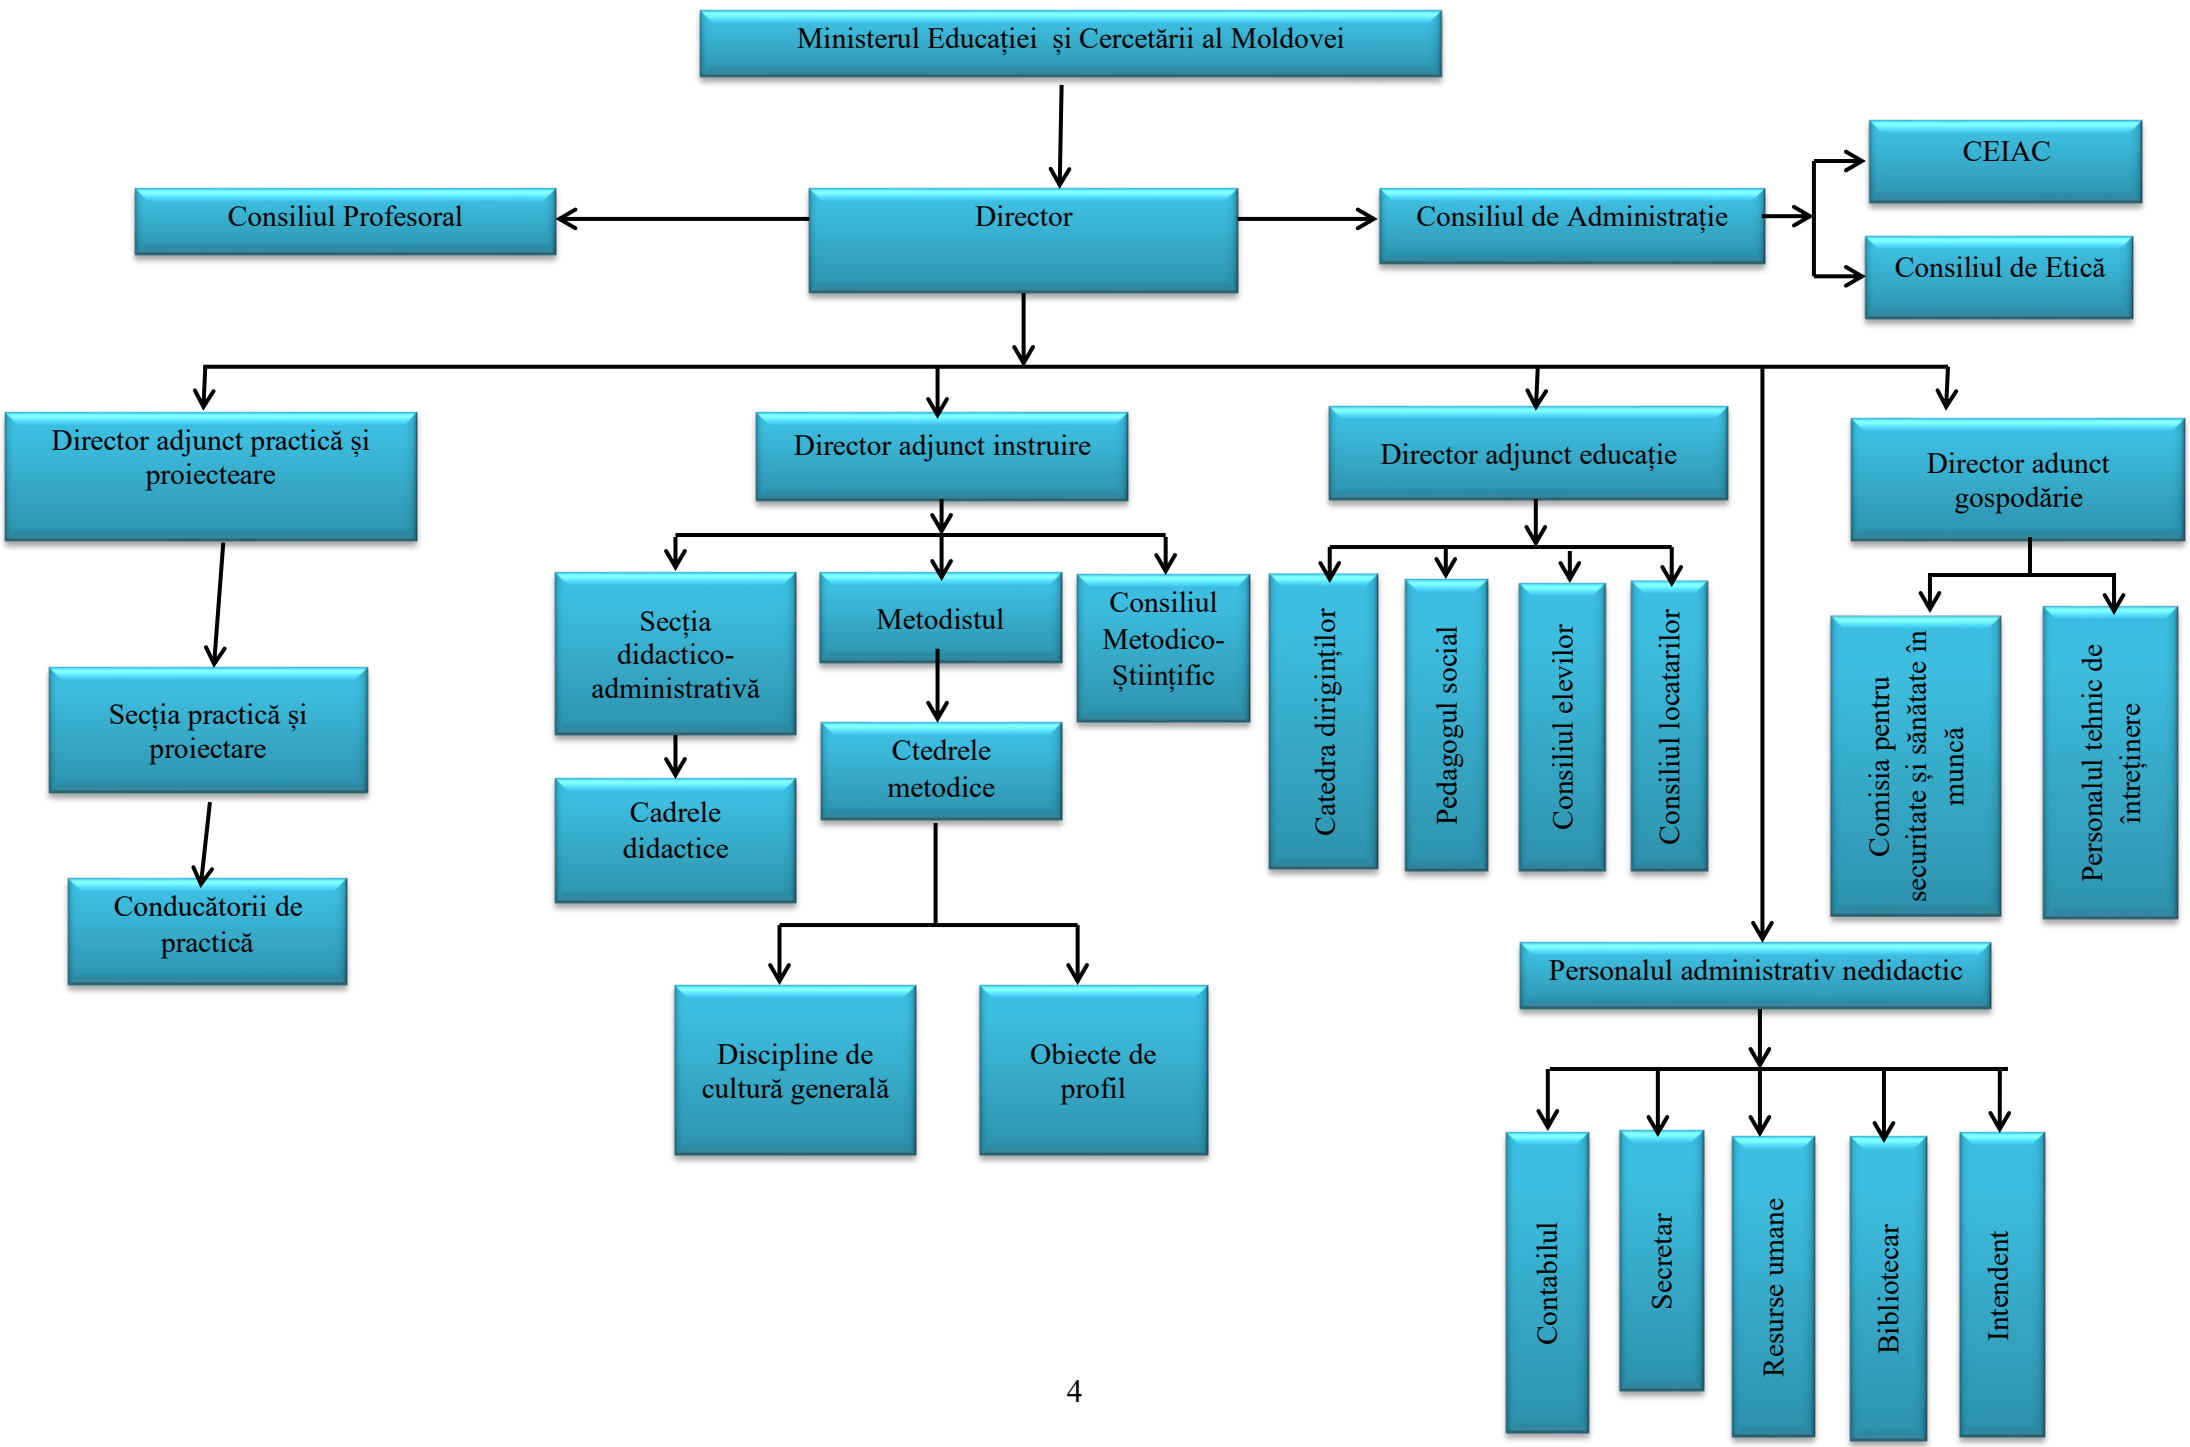 Ministerul Educației  și Cercetării al Moldovei
CEIAC
Consiliul Profesoral
Director
Consiliul de Administrație
Consiliul de Etică
Director adjunct practică și
proiecteare
Director adjunct instruire
Director adjunct educație
Director adunct
gospodărie
Secția
didactico-
administrativă
Metodistul
Consiliul
Metodico-
Științific
Catedra diriginților
Pedagogul social
Consiliul elevilor
Consiliul locatarilor
Comisia pentru
securitate și sănătate în
muncă
Personalul tehnic de
întreținere
Secția practică și
proiectare
Ctedrele
metodice
Cadrele
didactice
Conducătorii de
practică
Personalul administrativ nedidactic
Discipline de
cultură generală
Obiecte de
profil
Contabilul
Secretar
Resurse umane
Bibliotecar
Intendent
4